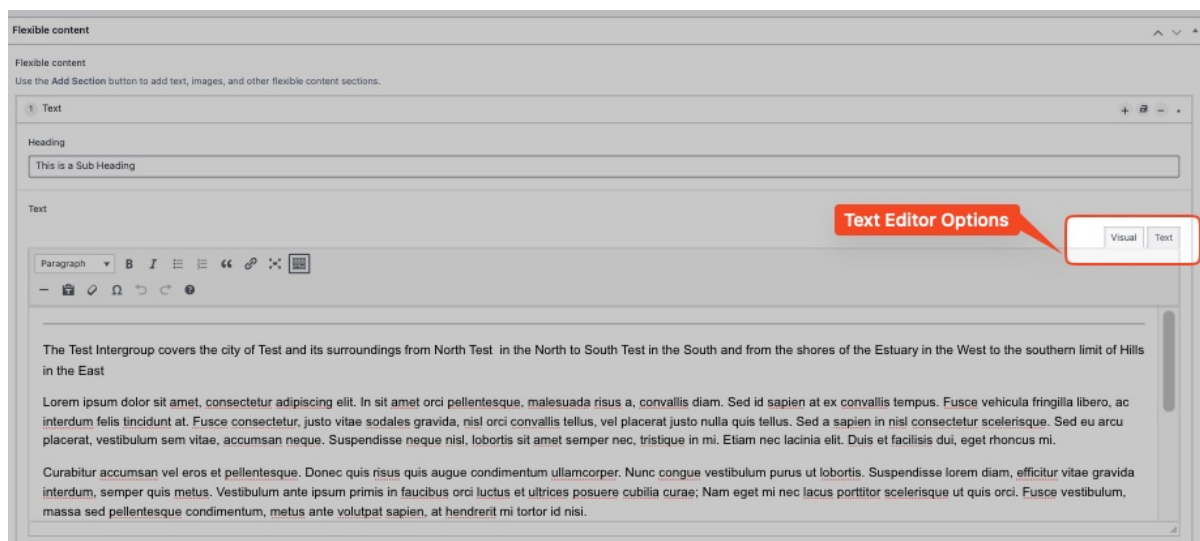 Flexible content
Flexible content
Use the Add Section button to add text, images, and other flexible content sections.
1 Text
Heading
This is a Sub Heading
Text
Text Editor Options
Visual Text
Paragraph
The Test Intergroup covers the city of Test and its surroundings from North Test in the North to South Test in the South and from the shores of the Estuary in the West to the southern limit of Hills
in the East
Lorem ipsum dolor sit amet, consectetur adipiscing elit. In sit amet orci pellentesque, malesuada risus a, convallis diam. Sed id sapien at ex convallis tempus. Fusce vehicula fringilla libero, ac
interdum felis tincidunt at. Fusce consectetur, justo vitae sodales gravida, nisl orci convallis tellus, vel placerat justo nulla quis tellus. Sed a sapien in nisl consectetur scelerisque. Sed eu arcu
placerat, vestibulum sem vitae, accumsan neque. Suspendisse neque nisl, lobortis sit amet semper nec, tristique in mi. Etiam nec lacinia elit. Duis et facilisis dui, eget rhoncus mi.
Curabitur accumsan vel eros et pellentesque. Donec quis risus quis augue condimentum ullamcorper. Nunc congue vestibulum purus ut lobortis. Suspendisse lorem diam, efficitur vitae gravida
interdum, semper quis metus. Vestibulum ante ipsum primis in faucibus orci luctus et ultrices posuere cubilia curae; Nam eget mi nec lacus porttitor scelerisque ut quis orci. Fusce vestibulum,
massa sed pellentesque condimentum, metus ante volutpat sapien, at hendrerit mi tortor id nisi.